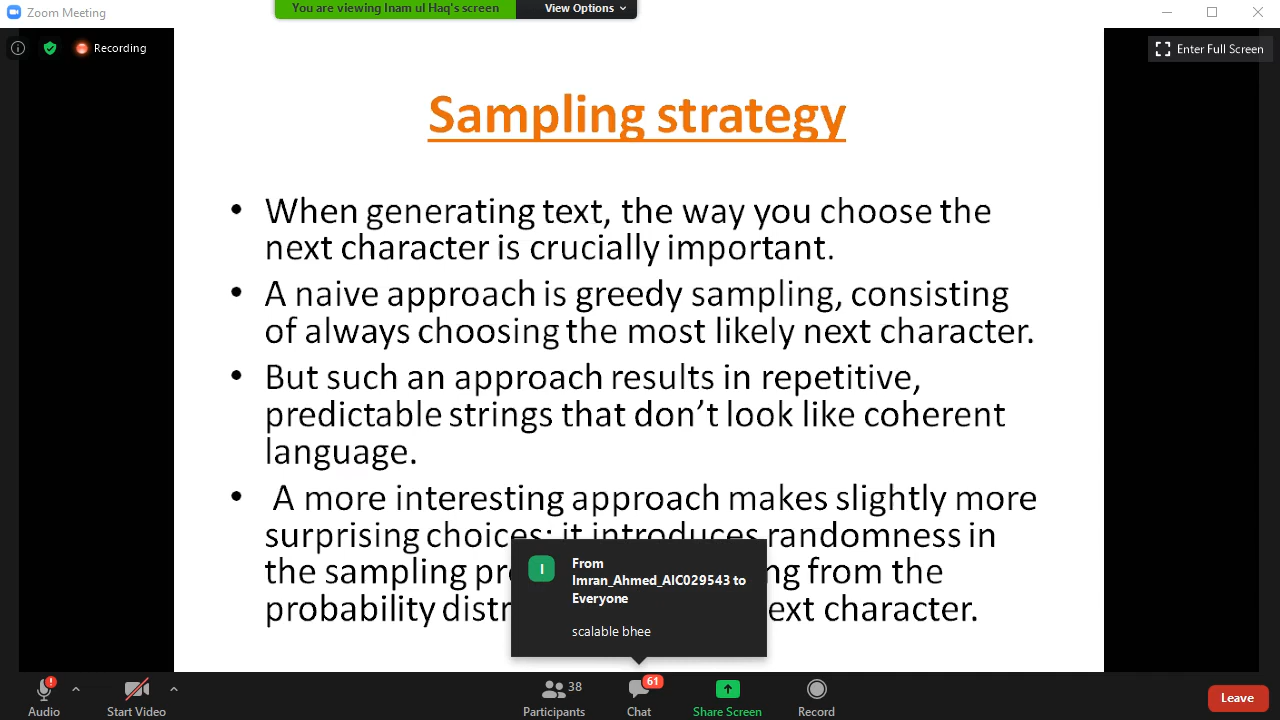 Zoom Meeting
You are viewing Inam ul Haq's screen
View Options
Recording
Enter Full Screen
Sampling strategy
• When generating text, the way you choose the
next character is crucially important.
• A naive approach is greedy sampling, consisting
of always choosing the most likely next character.
• But such an approach results in repetitive,
predictable strings that don’t look like coherent
language.
• A more interesting approach makes slightly more
surprising choices: it introduces randomness in
the sampling from the
probability character.
I
From
Imran_Ahmed_AIC029543 to
Everyone
scalable bhee
Audio
Start Video
38
Participants
61
Chat
Share Screen
Record
Leave